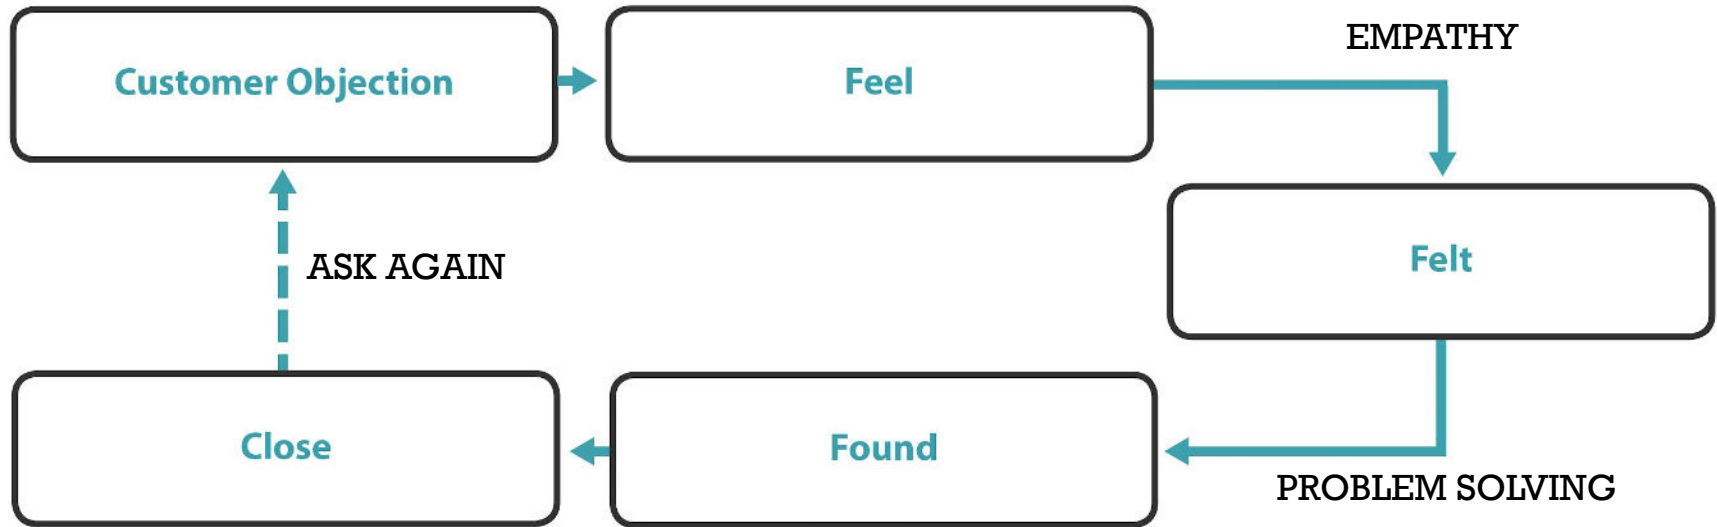 Customer Objection
Feel
EMPATHY
Felt
PROBLEM SOLVING
Found
Close
ASK AGAIN